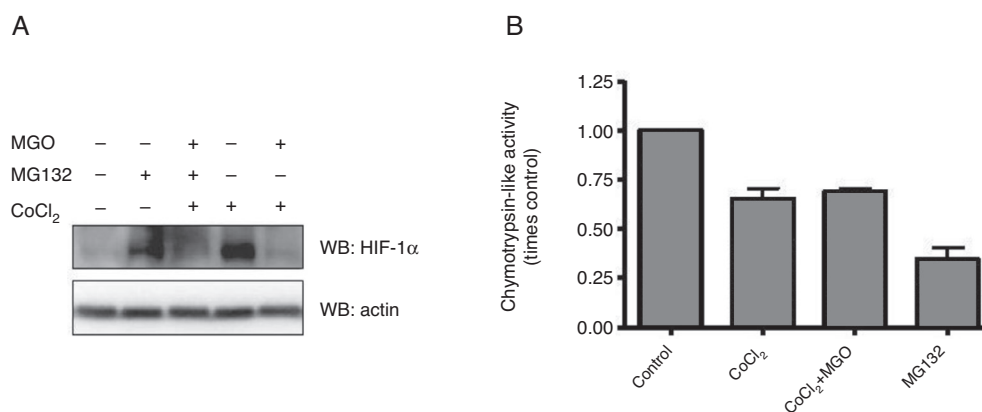 A
MGO – – + – +
MG132 – + + – –
CoCl₂ – – + + +
WB: HIF-1α
WB: actin
B
Chymotrypsin-like activity
(times control)
1.25
1.00
0.75
0.50
0.25
0.00
Control
CoCl₂
CoCl₂+MGO
MG132